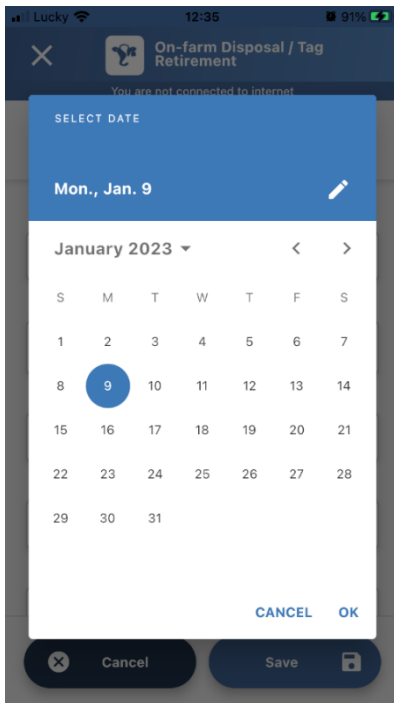 Lucky 12:35 91%
On-farm Disposal / Tag
Retirement
You are not connected to internet
SELECT DATE
Mon., Jan. 9
January 2023
S M T W T F S
1 2 3 4 5 6 7
8 9 10 11 12 13 14
15 16 17 18 19 20 21
22 23 24 25 26 27 28
29 30 31
CANCEL OK
Cancel Save